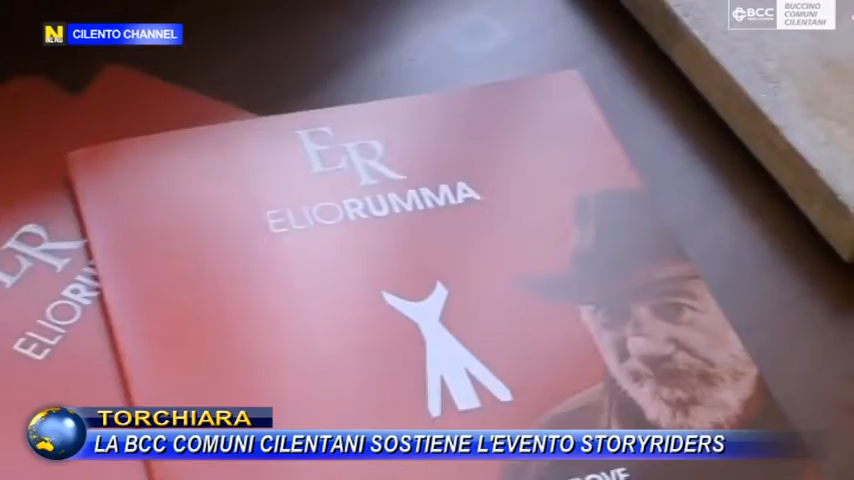 N
CILENTO CHANNEL
BCC
BUCCINO
COMUNI
CILENTANI
ER
ELIORUMMA
ER
ELIORU
TORCHIARA
LA BCC COMUNI CILENTANI SOSTIENE L'EVENTO STORYRIDERS